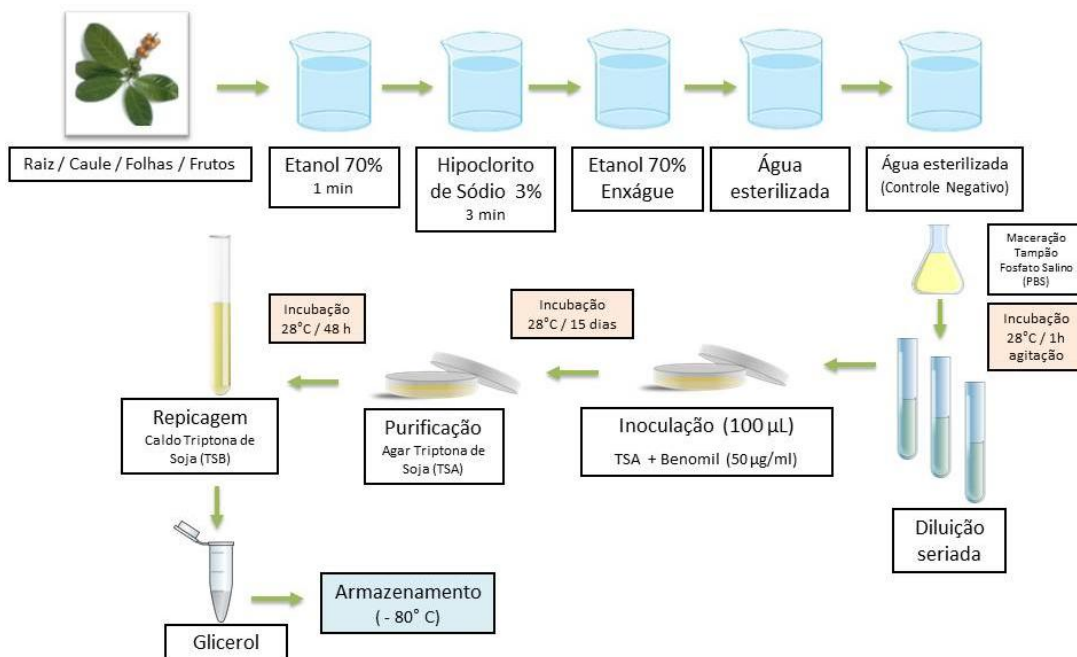 Raiz / Caule / Folhas / Frutos
Etanol 70%
1 min
Hipoclorito
de Sódio 3%
3 min
Etanol 70%
Enxágue
Água
esterilizada
Água esterilizada
(Controle Negativo)
Maceração
Tampão
Fosfato Salino
(PBS)
Incubação
28°C / 1h
agitação
Diluição
seriada
Inoculação (100 µL)
TSA + Benomil (50 µg/ml)
Incubação
28°C / 15 dias
Purificação
Agar Triptona de
Soja (TSA)
Incubação
28°C / 48 h
Repicagem
Caldo Triptona de
Soja (TSB)
Glicerol
Armazenamento
( - 80° C)